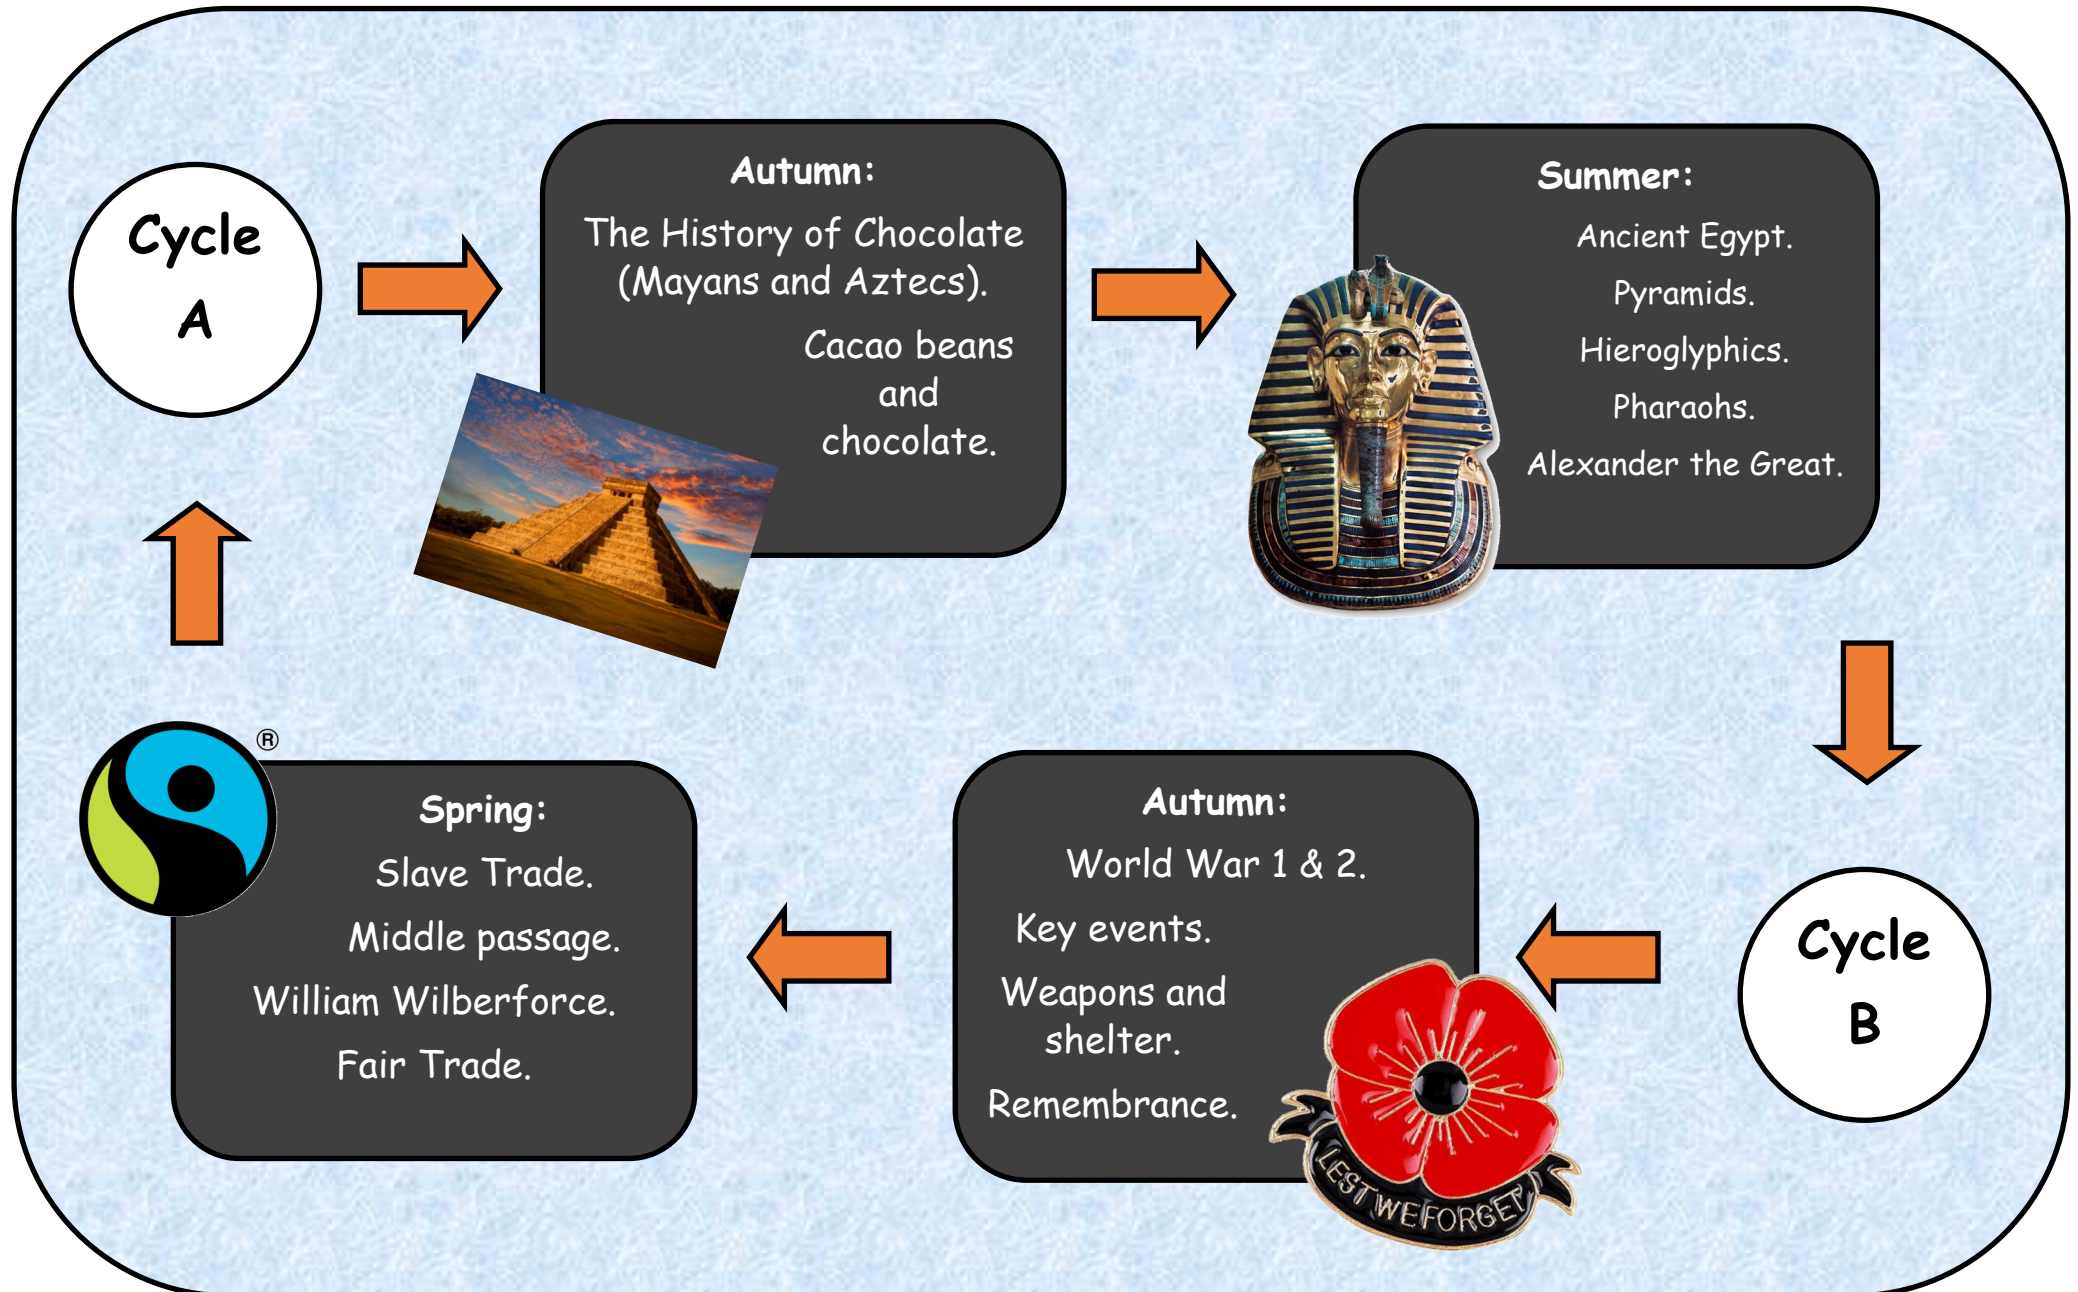 Cycle
A
Autumn:
The History of Chocolate
(Mayans and Aztecs).
Cacao beans
and
chocolate.
Summer:
Ancient Egypt.
Pyramids.
Hieroglyphics.
Pharaohs.
Alexander the Great.
Cycle
B
Autumn:
World War 1 & 2.
Key events.
Weapons and
shelter.
Remembrance.
LEST WE FORGET
®
Spring:
Slave Trade.
Middle passage.
William Wilberforce.
Fair Trade.